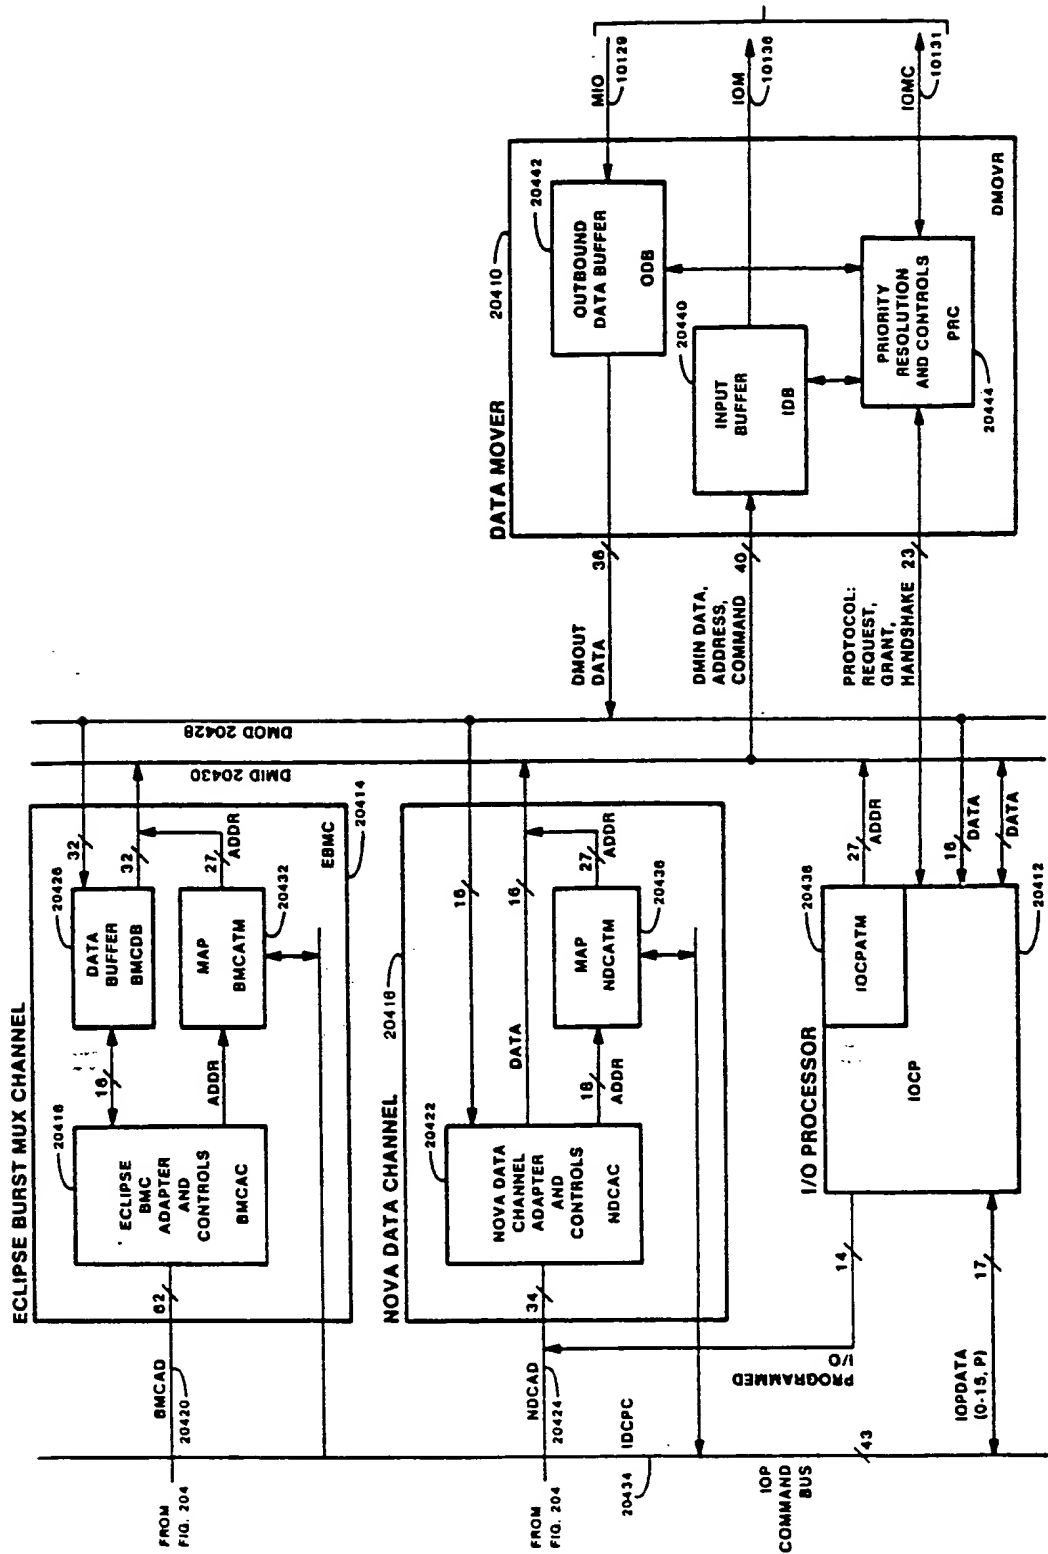 ECLIPSE BURST MUX CHANNEL
FROM
FIG. 204
BMCAD
20420
62
20418
ECLIPSE
BMC
ADAPTER
AND
CONTROLS
BMCAC
16
ADDR
20426
DATA
BUFFER
BMCDB
MAP
BMCATM
20432
32
32
27
ADDR
EBMC
20414
DMID 20430
DMOD 20428
NOVA DATA CHANNEL
20416
FROM
FIG. 204
NDCAD
20424
34
20422
NOVA DATA
CHANNEL
ADAPTER
AND
CONTROLS
NDCAC
DATA
18
ADDR
MAP
NDCATM
20436
16
16
27
ADDR
IDCPC
20434
PROGRAMMED
I/O
IOP
COMMAND
BUS
43
IOPDATA
(0-15, P)
14
17
I/O PROCESSOR
IOCP
IOCPATM
20438
27
ADDR
16
DATA
DATA
20412
DMOUT
DATA
36
DMIN DATA,
ADDRESS,
COMMAND
40
PROTOCOL:
REQUEST,
GRANT,
HANDSHAKE
23
DATA MOVER
20410
OUTBOUND
DATA BUFFER
ODB
20442
INPUT
BUFFER
IDB
20440
PRIORITY
RESOLUTION
AND CONTROLS
PRC
20444
DMOVR
MIO
10129
IOM
10136
IOMC
10131